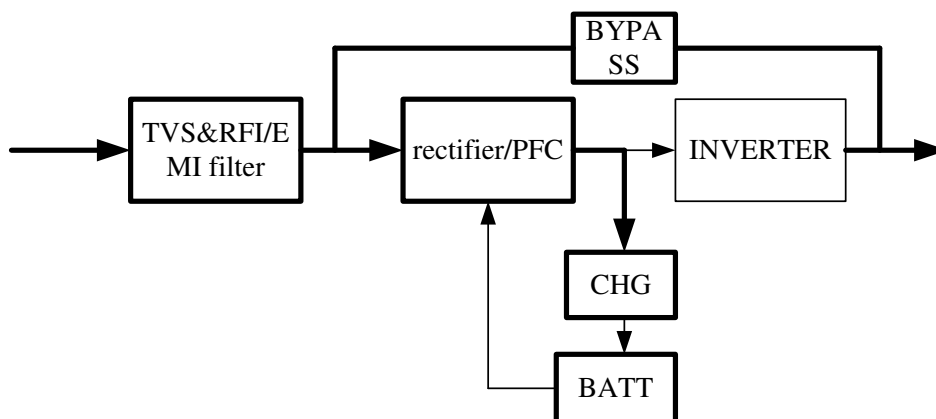 BYPA
SS
TVS&RFI/E
MI filter
rectifier/PFC
INVERTER
CHG
BATT